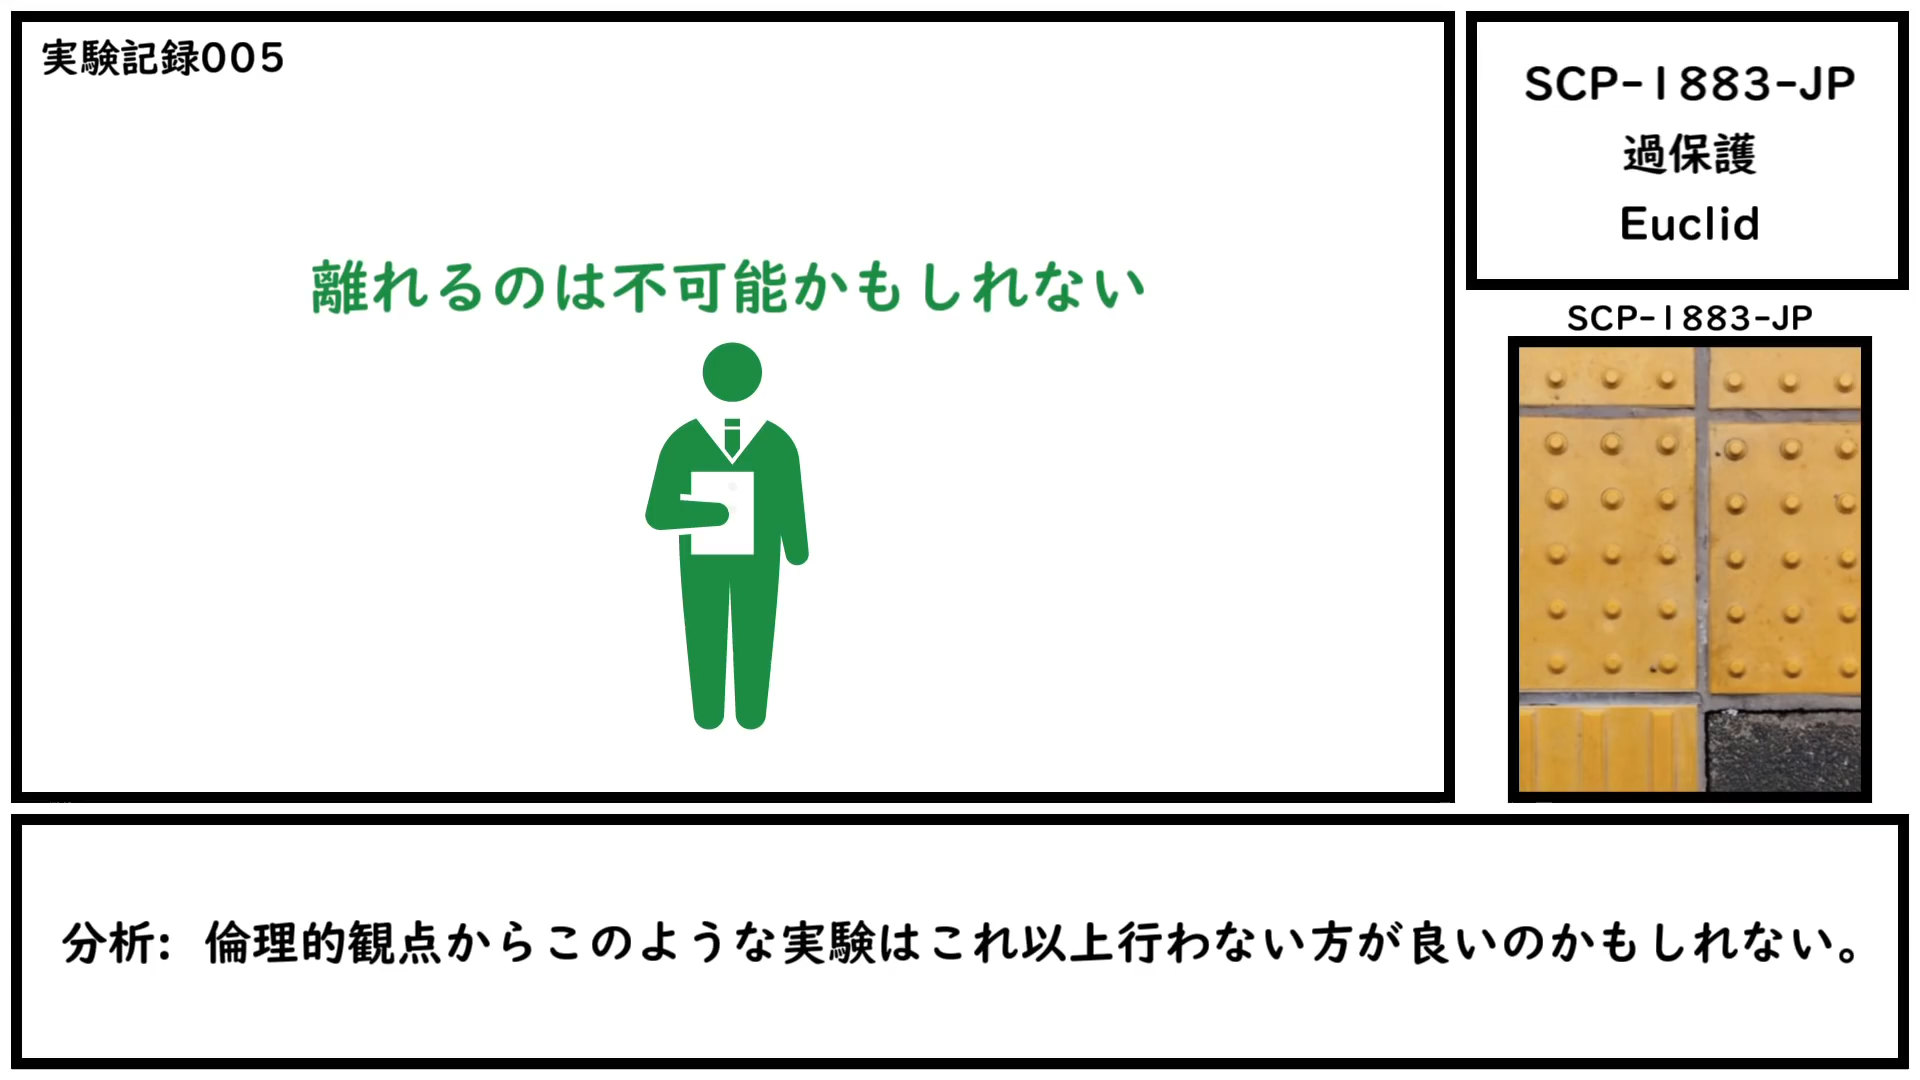 実験記録005
離れるのは不可能かもしれない
SCP-1883-JP
過保護
Euclid
SCP-1883-JP
分析: 倫理的観点からこのような実験はこれ以上行わない方が良いのかもしれない。